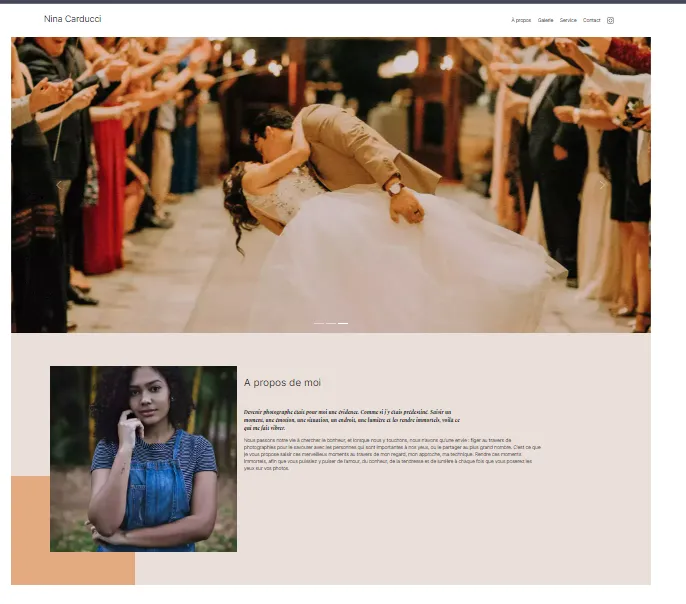 Nina Carducci
À propos Galerie Service Contact
A propos de moi
Devenir photographe étais pour moi une évidence. Comme si j'y étais prédestiné. Saisir un
moment, une émotion, une situation, un endroit, une lumière et les rendre immortels, voilà ce
qui me fais vibrer.
Nous passons notre vie à chercher le bonheur, et lorsque nous y touchons, nous n'avons qu'une envie : figer au travers de
photographies pour le savourer avec les personnes qui sont importantes à nos yeux, ou le partager au plus grand nombre. C'est ce que
je vous propose saisir ces merveilleux moments au travers de mon regard, mon approche, ma technique. Rendre ces moments
immortels, afin que vous puissiez y puiser de l'amour, du bonheur, de la tendresse et de lumière à chaque fois que vous poserez les
yeux sur vos photos.